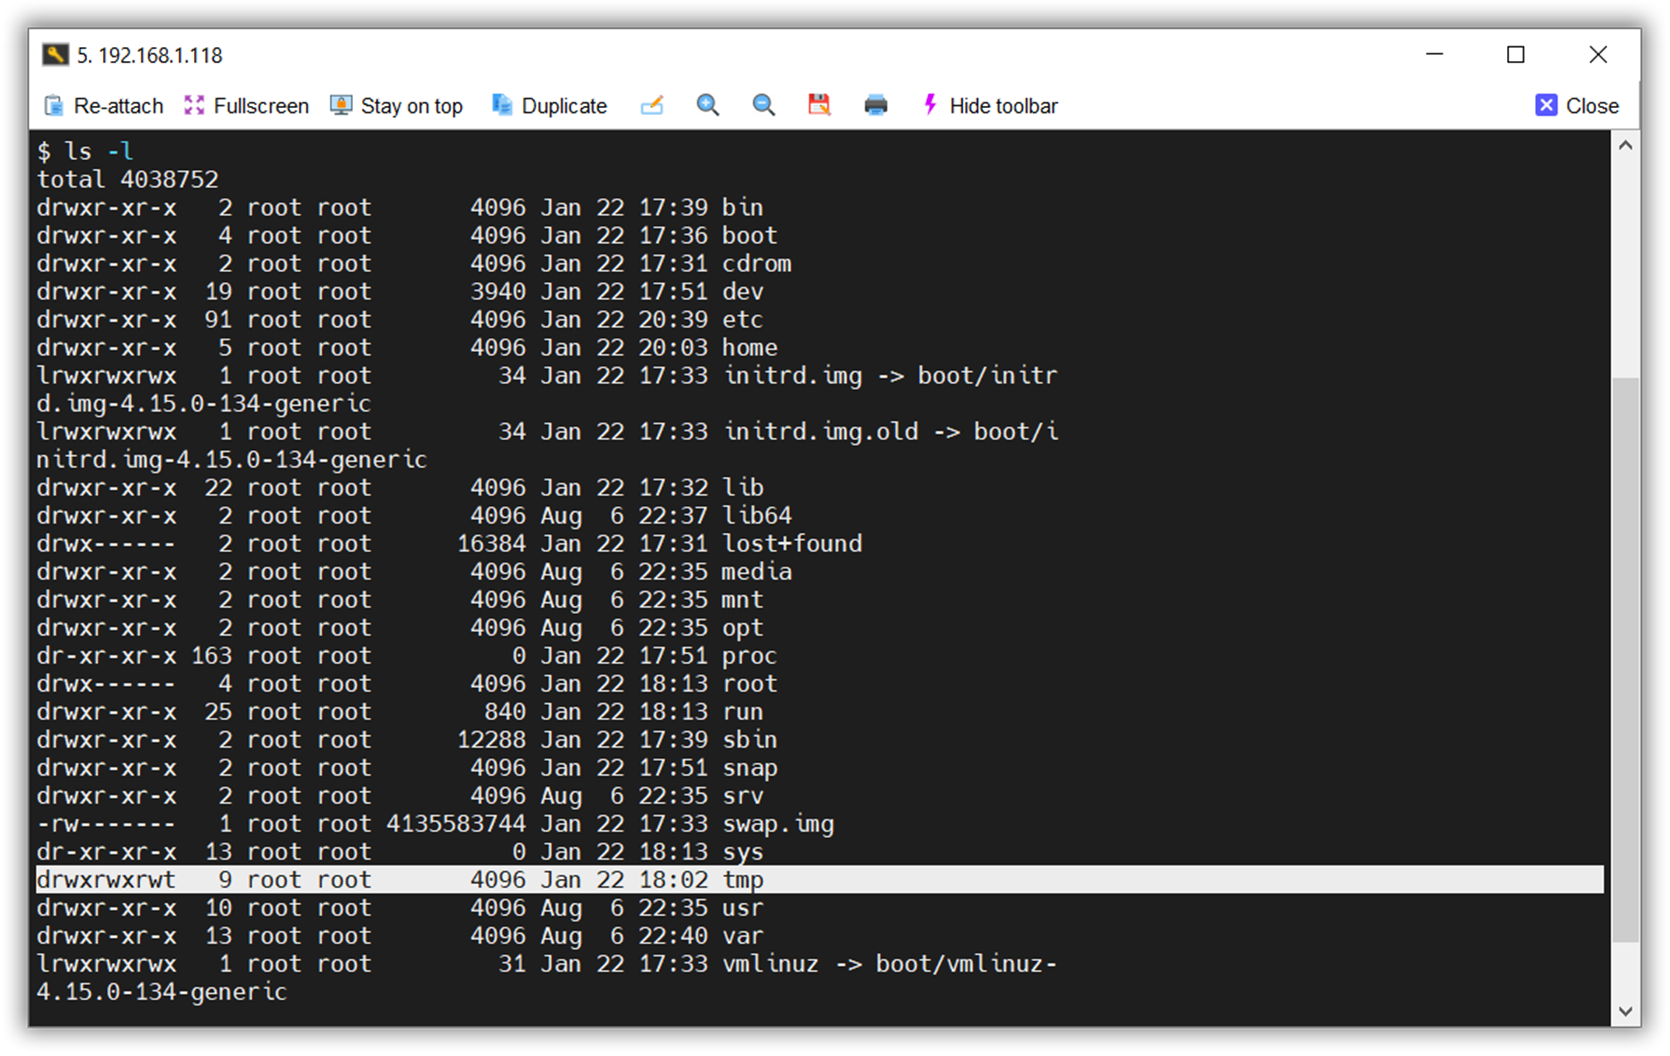 5. 192.168.1.118
Re-attach Fullscreen Stay on top Duplicate Hide toolbar Close
$ ls -l
total 4038752
drwxr-xr-x   2 root root       4096 Jan 22 17:39 bin
drwxr-xr-x   4 root root       4096 Jan 22 17:36 boot
drwxr-xr-x   2 root root       4096 Jan 22 17:31 cdrom
drwxr-xr-x  19 root root       3940 Jan 22 17:51 dev
drwxr-xr-x  91 root root       4096 Jan 22 20:39 etc
drwxr-xr-x   5 root root       4096 Jan 22 20:03 home
lrwxrwxrwx   1 root root         34 Jan 22 17:33 initrd.img -> boot/initr
d.img-4.15.0-134-generic
lrwxrwxrwx   1 root root         34 Jan 22 17:33 initrd.img.old -> boot/i
nitrd.img-4.15.0-134-generic
drwxr-xr-x  22 root root       4096 Jan 22 17:32 lib
drwxr-xr-x   2 root root       4096 Aug  6 22:37 lib64
drwx------   2 root root      16384 Jan 22 17:31 lost+found
drwxr-xr-x   2 root root       4096 Aug  6 22:35 media
drwxr-xr-x   2 root root       4096 Aug  6 22:35 mnt
drwxr-xr-x   2 root root       4096 Aug  6 22:35 opt
dr-xr-xr-x 163 root root          0 Jan 22 17:51 proc
drwx------   4 root root       4096 Jan 22 18:13 root
drwxr-xr-x  25 root root        840 Jan 22 18:13 run
drwxr-xr-x   2 root root      12288 Jan 22 17:39 sbin
drwxr-xr-x   2 root root       4096 Jan 22 17:51 snap
drwxr-xr-x   2 root root       4096 Aug  6 22:35 srv
-rw-------   1 root root 4135583744 Jan 22 17:33 swap.img
dr-xr-xr-x  13 root root          0 Jan 22 18:13 sys
drwxrwxrwt   9 root root       4096 Jan 22 18:02 tmp
drwxr-xr-x  10 root root       4096 Aug  6 22:35 usr
drwxr-xr-x  13 root root       4096 Aug  6 22:40 var
lrwxrwxrwx   1 root root         31 Jan 22 17:33 vmlinuz -> boot/vmlinuz-
4.15.0-134-generic